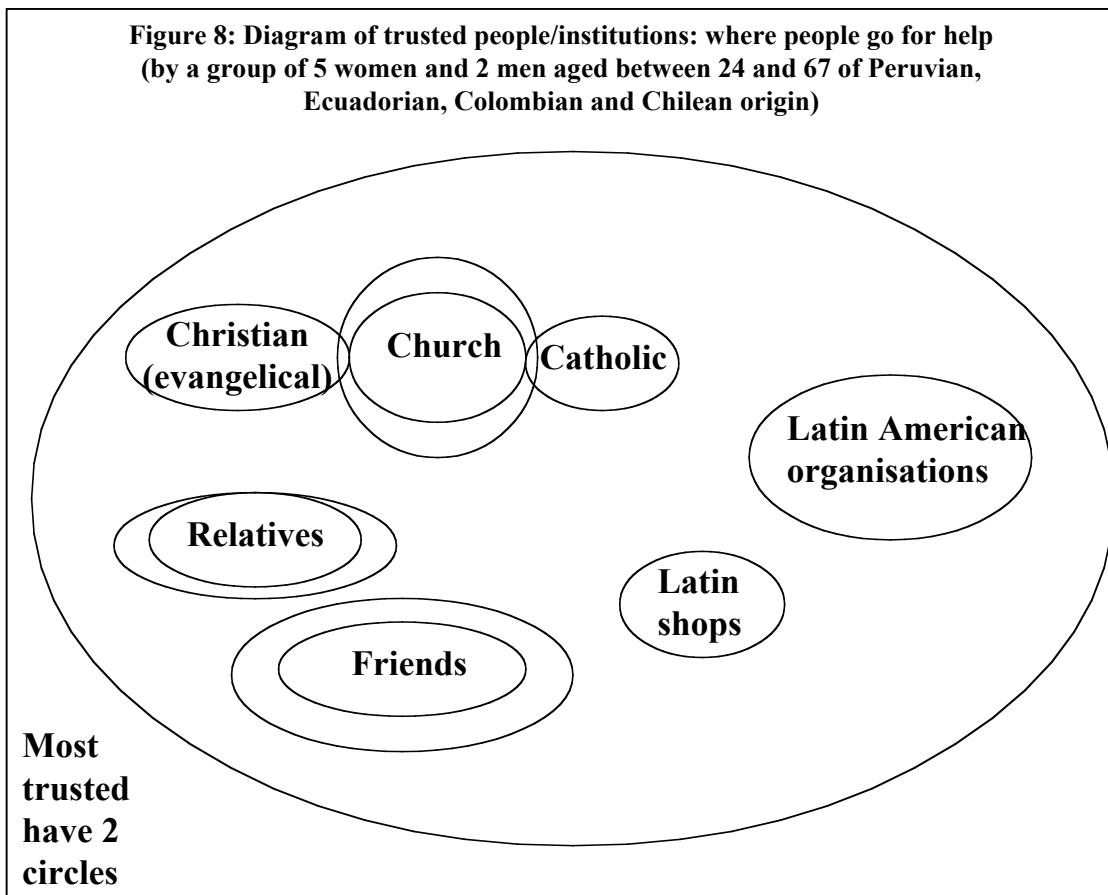 Figure 8: Diagram of trusted people/institutions: where people go for help
(by a group of 5 women and 2 men aged between 24 and 67 of Peruvian,
Ecuadorian, Colombian and Chilean origin)
Christian
(evangelical)
Church
Catholic
Latin American
organisations
Relatives
Latin
shops
Friends
Most
trusted
have 2
circles